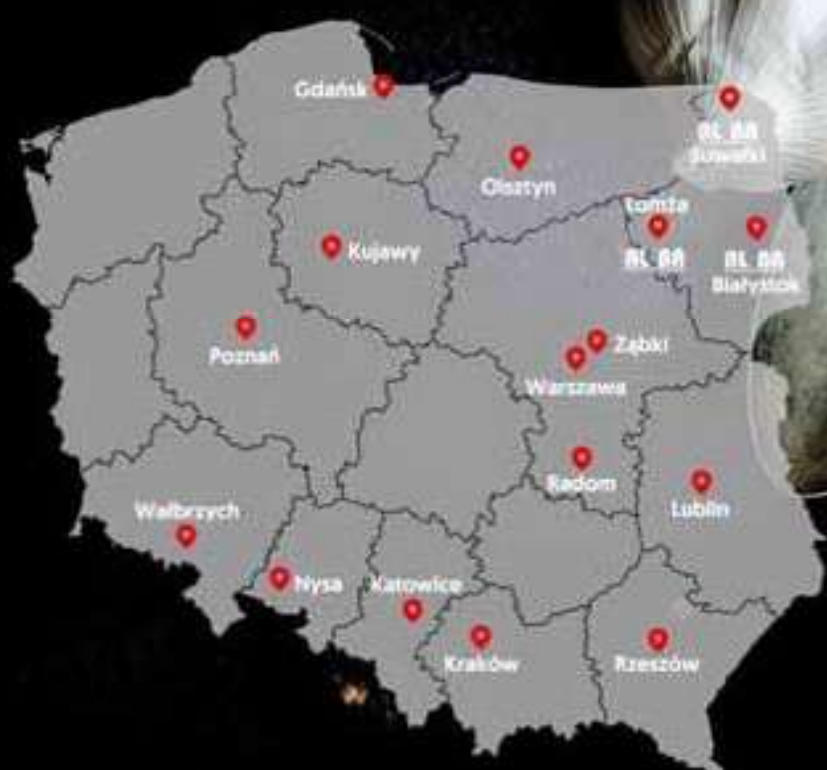 Gdańsk
Suwałki
Olsztyn
Łomża
Kujawy
Białystok
Ząbki
Poznań
Warszawa
Radom
Lublin
Wałbrzych
Nysa
Katowice
Kraków
Rzeszów